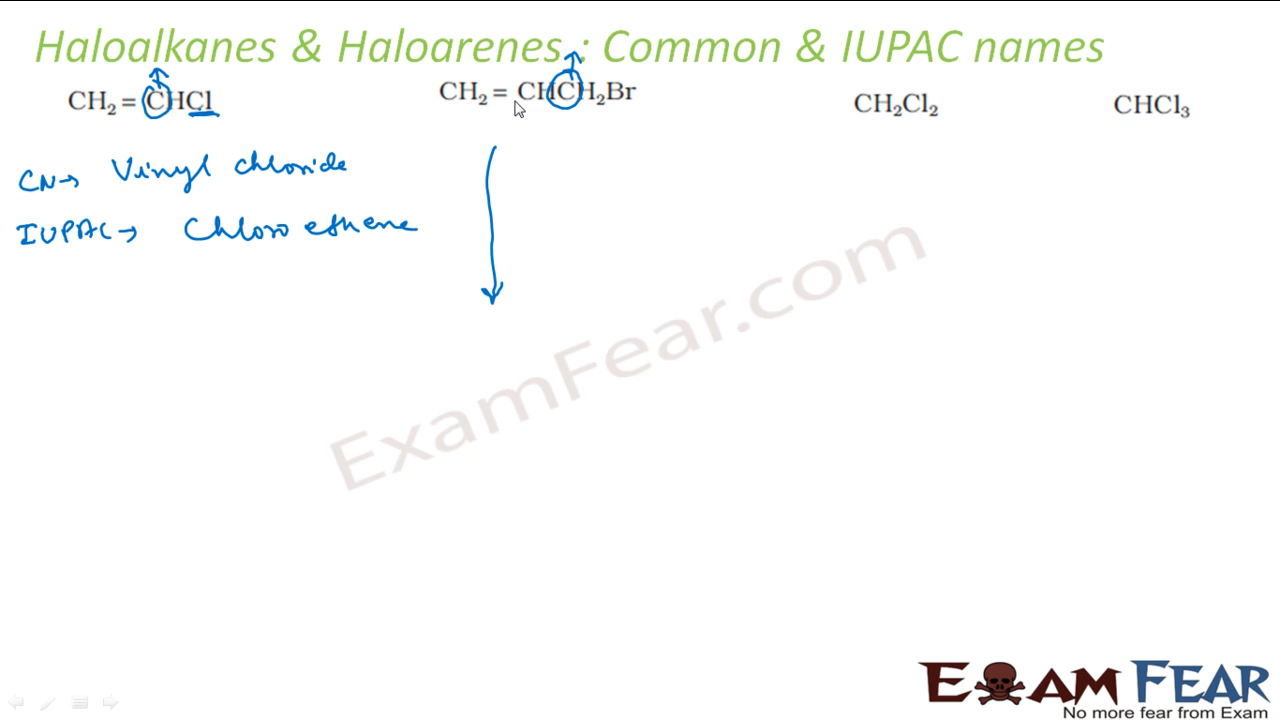 Haloalkanes & Haloarenes : Common & IUPAC names
CH₂ = CHCl
CH₂ = CHCH₂Br
CH₂Cl₂
CHCl₃
CN→ Vinyl chloride
IUPAC→ Chloro ethene
ExamFear.com
EXAM FEAR
No more fear from Exam